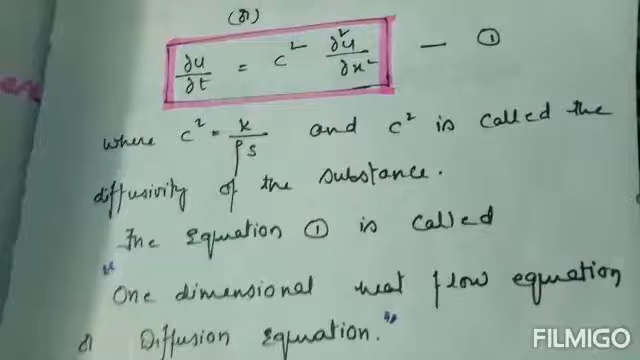 (or)
∂u/∂t = c² ∂²u/∂x² — ①
where c² = k/ρs and c² is called the
diffusivity of the substance.
The Equation ① is called
"One dimensional heat flow equation
or Diffusion Equation."
FILMIGO